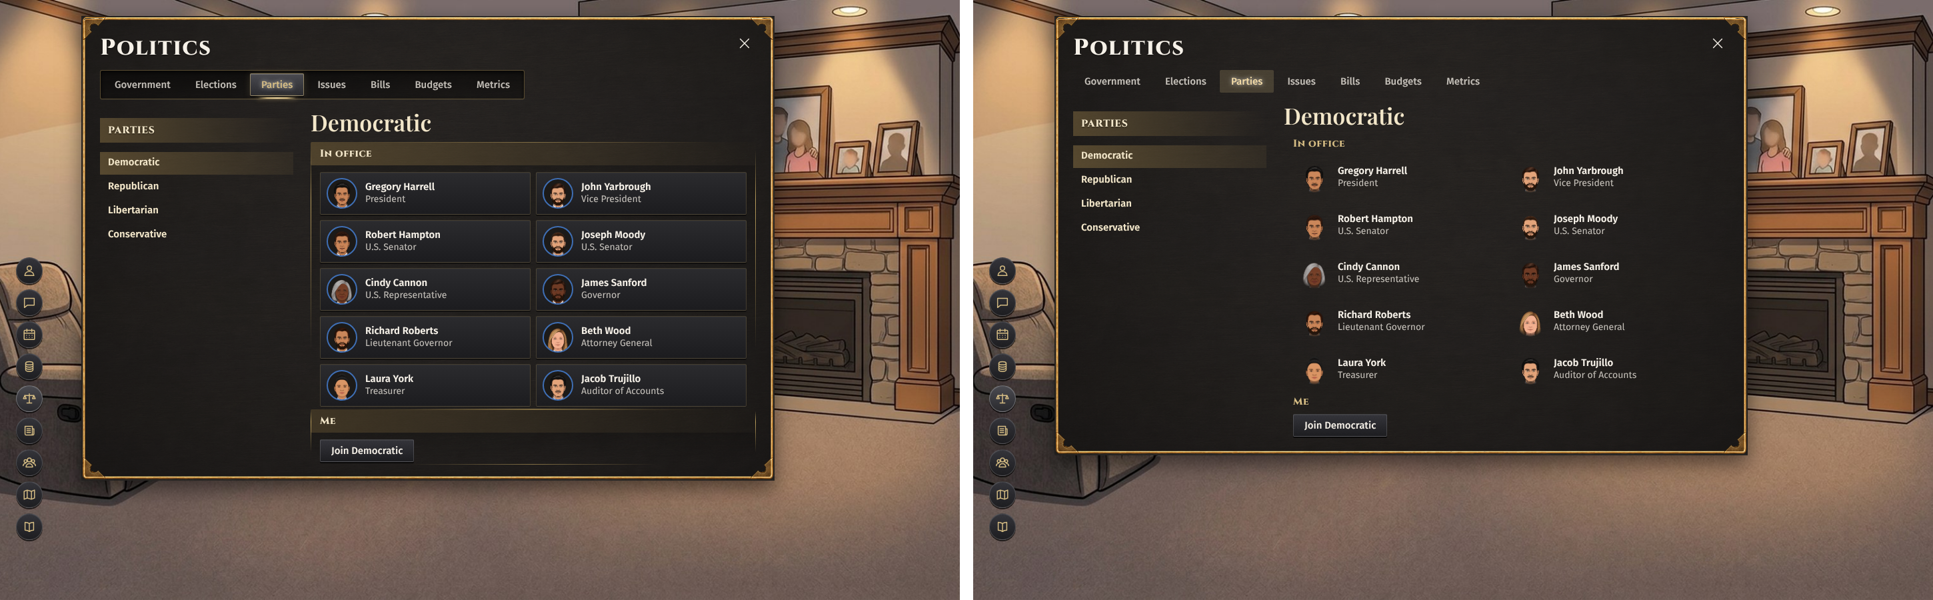 POLITICS
Government Elections Parties Issues Bills Budgets Metrics
PARTIES
Democratic
Republican
Libertarian
Conservative
Democratic
IN OFFICE
Gregory Harrell
President
John Yarbrough
Vice President
Robert Hampton
U.S. Senator
Joseph Moody
U.S. Senator
Cindy Cannon
U.S. Representative
James Sanford
Governor
Richard Roberts
Lieutenant Governor
Beth Wood
Attorney General
Laura York
Treasurer
Jacob Trujillo
Auditor of Accounts
ME
Join Democratic
POLITICS
Government Elections Parties Issues Bills Budgets Metrics
PARTIES
Democratic
Republican
Libertarian
Conservative
Democratic
IN OFFICE
Gregory Harrell
President
John Yarbrough
Vice President
Robert Hampton
U.S. Senator
Joseph Moody
U.S. Senator
Cindy Cannon
U.S. Representative
James Sanford
Governor
Richard Roberts
Lieutenant Governor
Beth Wood
Attorney General
Laura York
Treasurer
Jacob Trujillo
Auditor of Accounts
ME
Join Democratic